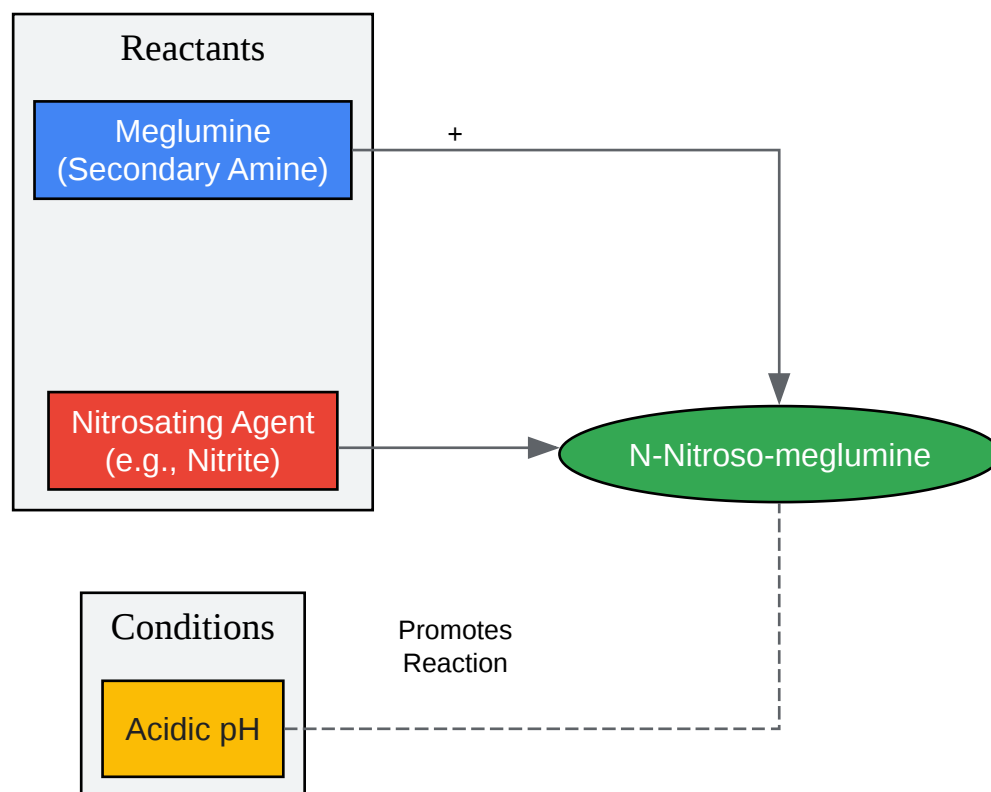 Reactants
Meglumine
(Secondary Amine)
+
Nitrosating Agent
(e.g., Nitrite)
N-Nitroso-meglumine
Conditions
Promotes
Reaction
Acidic pH